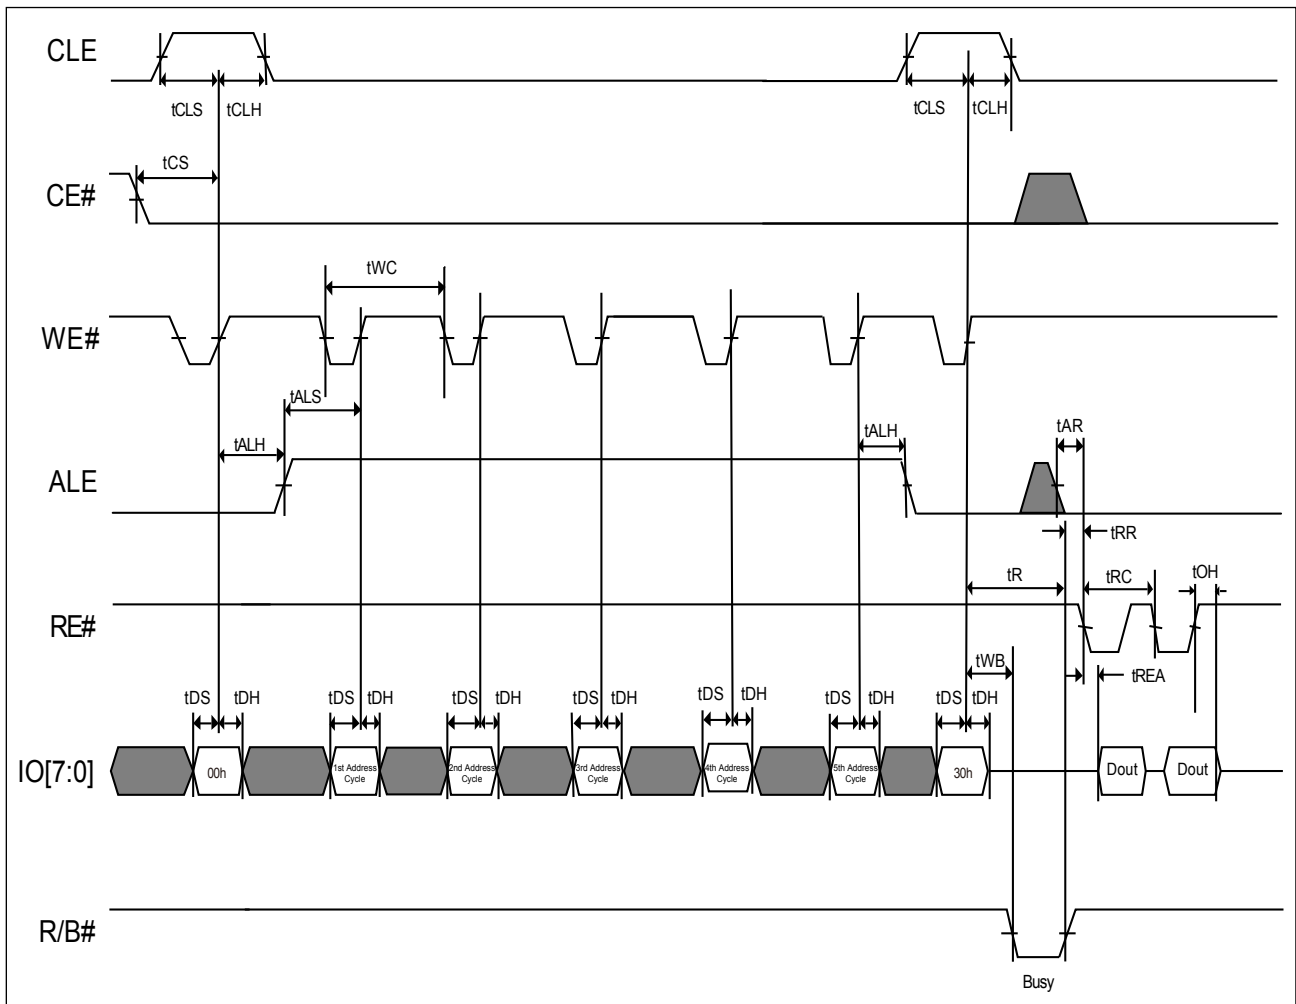 CLE
tCLS tCLH tCLS tCLH
tCS
CE#
tWC
WE#
tALS
tALH tALH tAR
ALE
tRR
tR tRC tOH
RE#
tWB tREA
tDS tDH tDS tDH tDS tDH tDS tDH tDS tDH tDS tDH tDS tDH
IO[7:0] 00h 1st Address Cycle 2nd Address Cycle 3rd Address Cycle 4th Address Cycle 5th Address Cycle 30h Dout Dout
R/B#
Busy